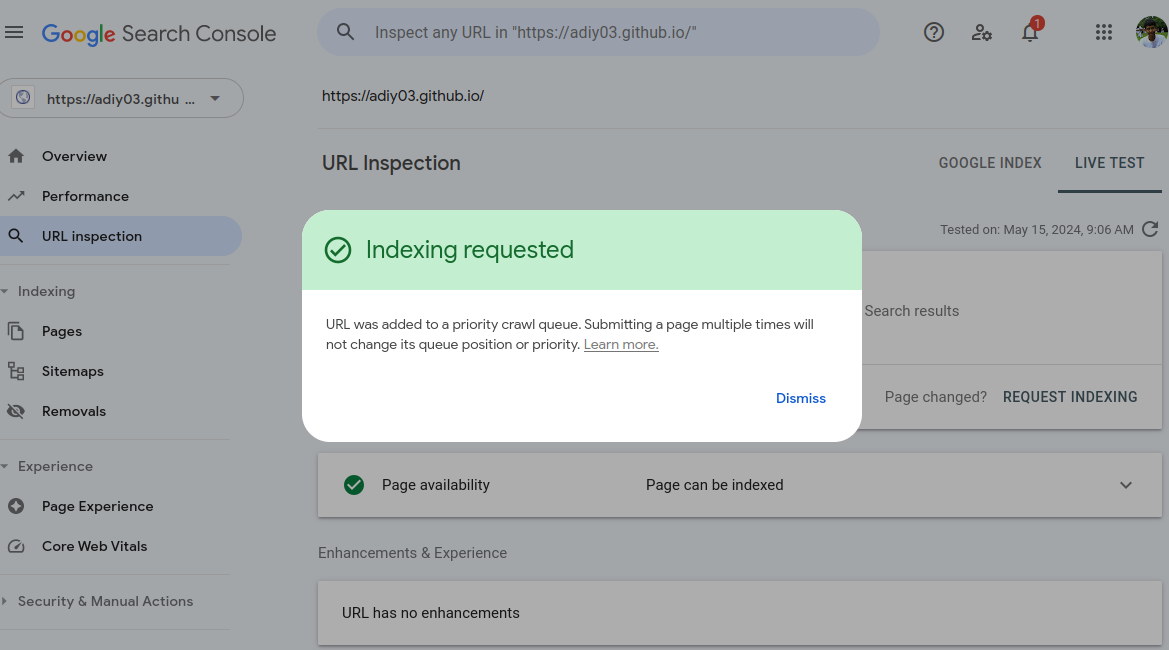 Google Search Console
Inspect any URL in "https://adiy03.github.io/"
1
https://adiy03.githu ...
Overview
Performance
URL inspection
Indexing
Pages
Sitemaps
Removals
Experience
Page Experience
Core Web Vitals
Security & Manual Actions
https://adiy03.github.io/
URL Inspection
GOOGLE INDEX
LIVE TEST
Tested on: May 15, 2024, 9:06 AM
Search results
Page changed? REQUEST INDEXING
Indexing requested
URL was added to a priority crawl queue. Submitting a page multiple times will
not change its queue position or priority. Learn more.
Dismiss
Page availability
Page can be indexed
Enhancements & Experience
URL has no enhancements